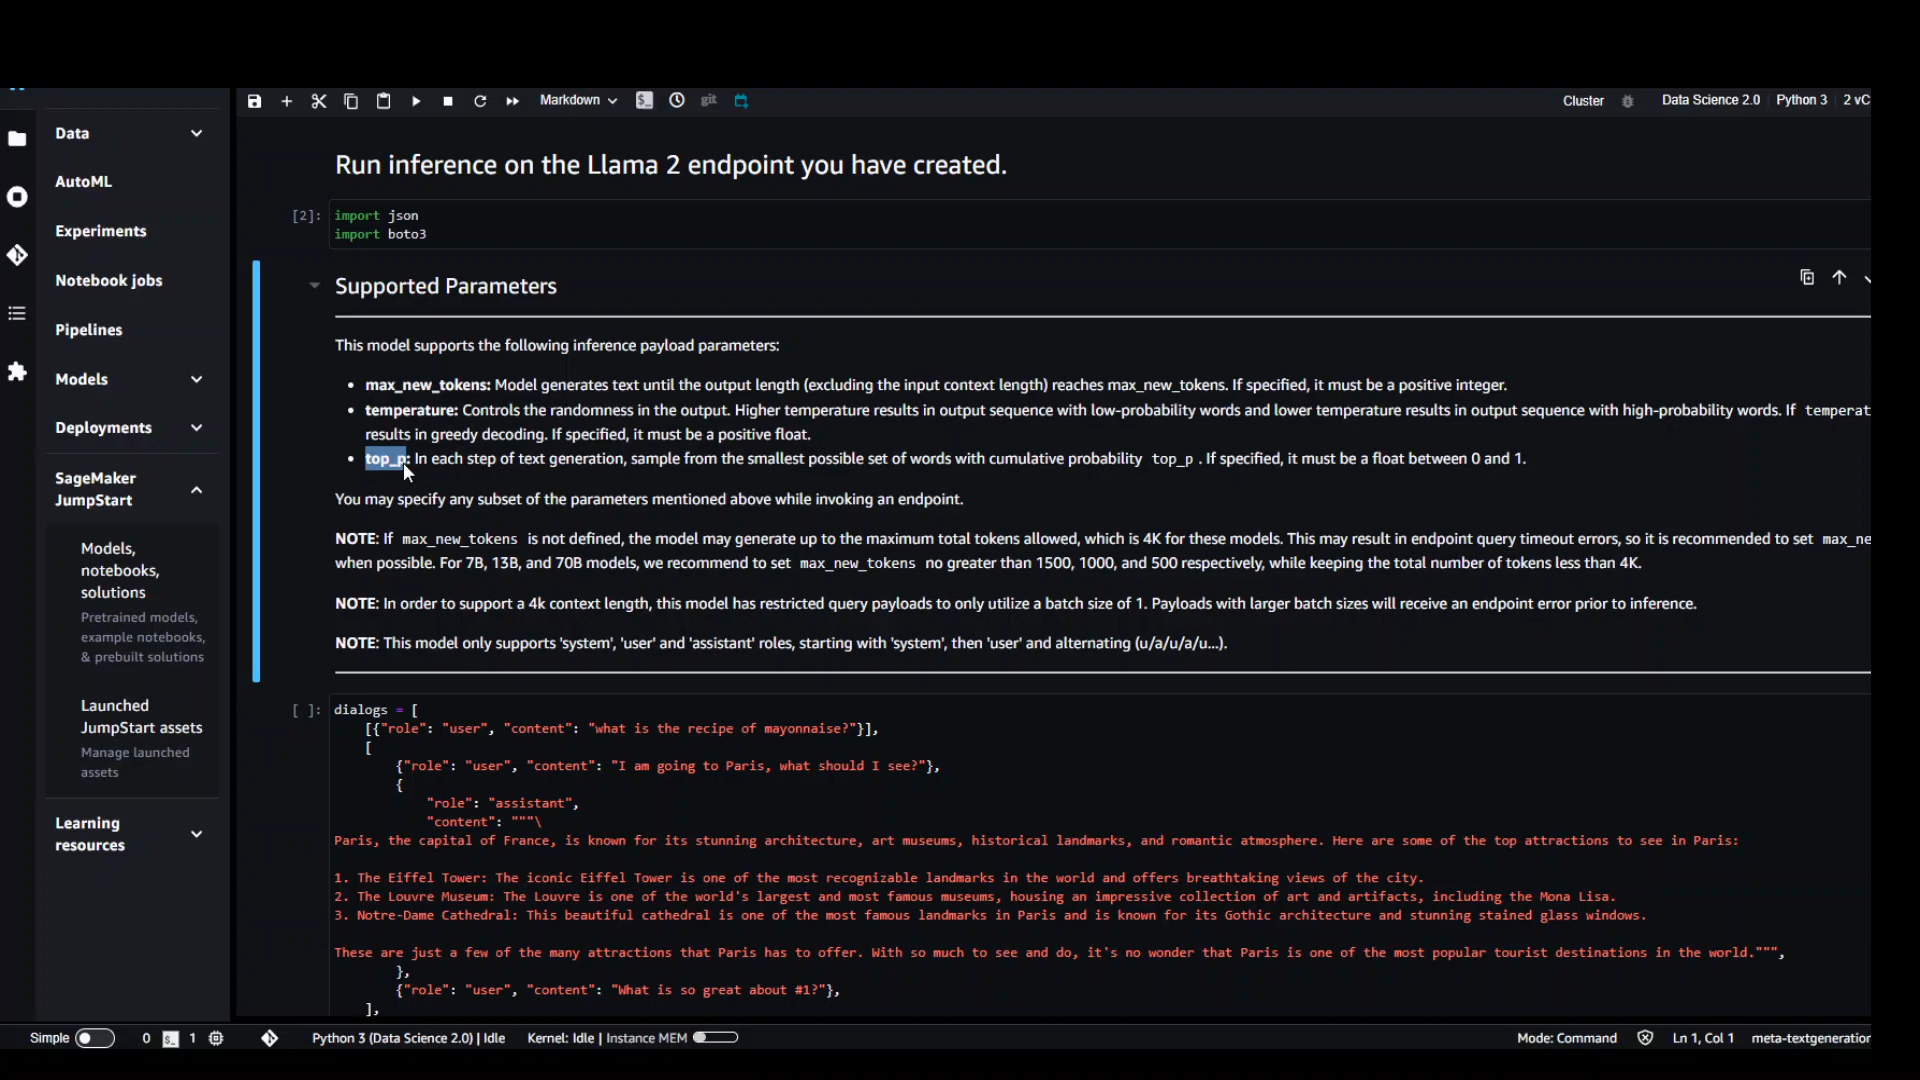 Markdown
git
Cluster
Data Science 2.0
Python 3
2 vC
Data
AutoML
Experiments
Notebook jobs
Pipelines
Models
Deployments
SageMaker
JumpStart
Models,
notebooks,
solutions
Pretrained models,
example notebooks,
& prebuilt solutions
Launched
JumpStart assets
Manage launched
assets
Learning
resources
Run inference on the Llama 2 endpoint you have created.
[2]: import json
import boto3
Supported Parameters
This model supports the following inference payload parameters:
• max_new_tokens: Model generates text until the output length (excluding the input context length) reaches max_new_tokens. If specified, it must be a positive integer.
• temperature: Controls the randomness in the output. Higher temperature results in output sequence with low-probability words and lower temperature results in output sequence with high-probability words. If temperat
results in greedy decoding. If specified, it must be a positive float.
• top_p: In each step of text generation, sample from the smallest possible set of words with cumulative probability top_p . If specified, it must be a float between 0 and 1.
You may specify any subset of the parameters mentioned above while invoking an endpoint.
NOTE: If max_new_tokens is not defined, the model may generate up to the maximum total tokens allowed, which is 4K for these models. This may result in endpoint query timeout errors, so it is recommended to set max_ne
when possible. For 7B, 13B, and 70B models, we recommend to set max_new_tokens no greater than 1500, 1000, and 500 respectively, while keeping the total number of tokens less than 4K.
NOTE: In order to support a 4k context length, this model has restricted query payloads to only utilize a batch size of 1. Payloads with larger batch sizes will receive an endpoint error prior to inference.
NOTE: This model only supports 'system', 'user' and 'assistant' roles, starting with 'system', then 'user' and alternating (u/a/u/a/u...).
[ ]: dialogs = [
[{"role": "user", "content": "what is the recipe of mayonnaise?"}],
[
{"role": "user", "content": "I am going to Paris, what should I see?"},
{
"role": "assistant",
"content": """\
Paris, the capital of France, is known for its stunning architecture, art museums, historical landmarks, and romantic atmosphere. Here are some of the top attractions to see in Paris:
1. The Eiffel Tower: The iconic Eiffel Tower is one of the most recognizable landmarks in the world and offers breathtaking views of the city.
2. The Louvre Museum: The Louvre is one of the world's largest and most famous museums, housing an impressive collection of art and artifacts, including the Mona Lisa.
3. Notre-Dame Cathedral: This beautiful cathedral is one of the most famous landmarks in Paris and is known for its Gothic architecture and stunning stained glass windows.
These are just a few of the many attractions that Paris has to offer. With so much to see and do, it's no wonder that Paris is one of the most popular tourist destinations in the world.""",
},
{"role": "user", "content": "What is so great about #1?"},
],
Simple
0
1
Python 3 (Data Science 2.0) | Idle
Kernel: Idle | Instance MEM
Mode: Command
Ln 1, Col 1
meta-textgeneration